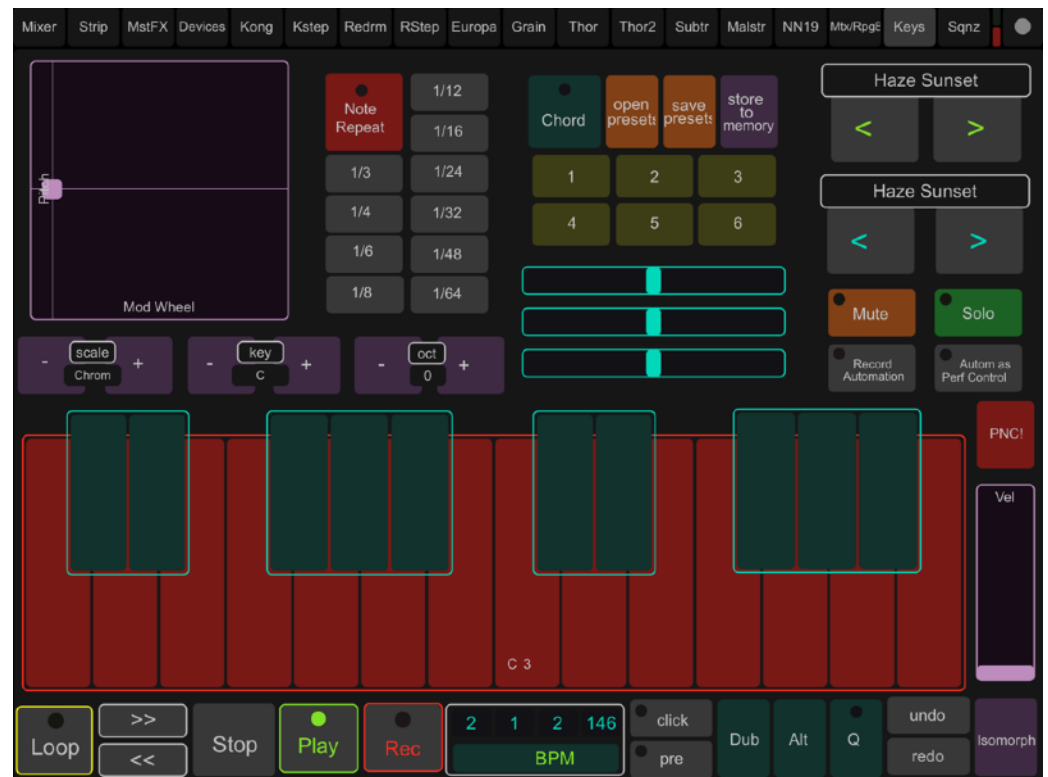 Mixer Strip MstFX Devices Kong Kstep Redrm RStep Europa Grain Thor Thor2 Subtr Malstr NN19 Mtx/Rpg8 Keys Sqnz
Pitch
Mod Wheel
Note
Repeat
1/12
1/16
1/3
1/24
1/4
1/32
1/6
1/48
1/8
1/64
Chord
open
presets
save
presets
store
to
memory
1 2 3
4 5 6
Haze Sunset
< >
Haze Sunset
< >
Mute
Solo
Record
Automation
Autom as
Perf Control
- scale +
Chrom
- key +
C
- oct +
0
PNC!
Vel
C 3
Loop
>>
<<
Stop
Play
Rec
2 1 2 146
BPM
click
pre
Dub
Alt
Q
undo
redo
Isomorph